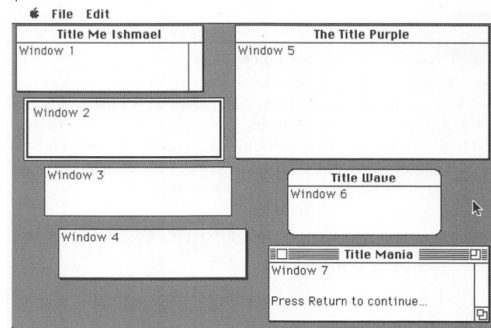 File Edit
Title Me Ishmael
Window 1
Window 2
Window 3
Window 4
The Title Purple
Window 5
Title Wave
Window 6
Title Mania
Window 7
Press Return to continue...